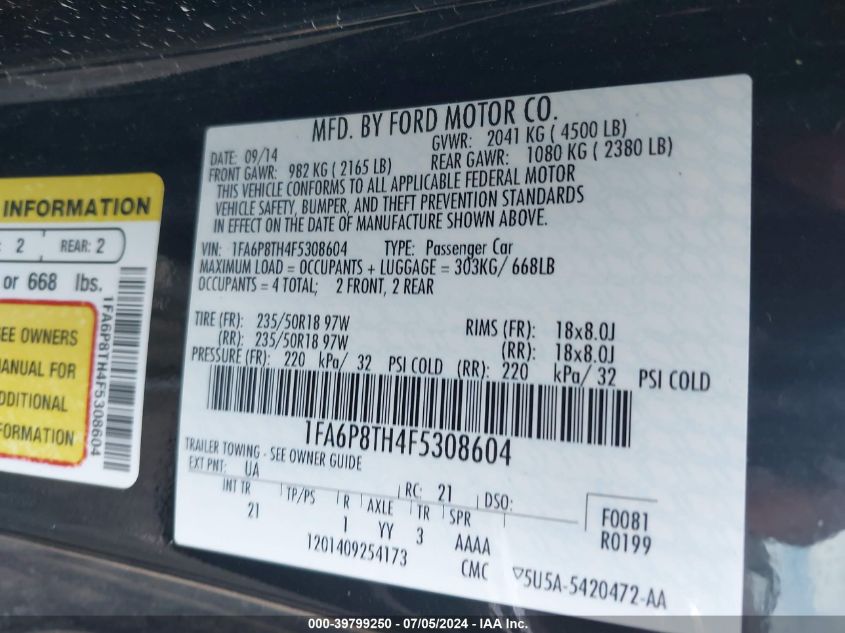 INFORMATION
: 2 REAR: 2
or 668 lbs.
EE OWNERS
ANUAL FOR
DDITIONAL
FORMATION
1FA6P8TH4F5308604
MFD. BY FORD MOTOR CO.
DATE: 09/14 GVWR: 2041 KG ( 4500 LB)
FRONT GAWR: 982 KG ( 2165 LB) REAR GAWR: 1080 KG ( 2380 LB)
THIS VEHICLE CONFORMS TO ALL APPLICABLE FEDERAL MOTOR
VEHICLE SAFETY, BUMPER, AND THEFT PREVENTION STANDARDS
IN EFFECT ON THE DATE OF MANUFACTURE SHOWN ABOVE.
VIN: 1FA6P8TH4F5308604 TYPE: Passenger Car
MAXIMUM LOAD = OCCUPANTS + LUGGAGE = 303KG/ 668LB
OCCUPANTS = 4 TOTAL; 2 FRONT, 2 REAR
TIRE (FR): 235/50R18 97W RIMS (FR): 18x8.0J
(RR): 235/50R18 97W (RR): 18x8.0J
PRESSURE (FR): 220 kPa/ 32 PSI COLD (RR): 220 kPa/ 32 PSI COLD
1FA6P8TH4F5308604
TRAILER TOWING - SEE OWNER GUIDE
EXT PNT: UA RC: 21 DSO:
INT TR TP/PS R AXLE TR SPR F0081
21 1 YY 3 AAAA R0199
1201409254173 CMC 5U5A-5420472-AA
000-39799250 - 07/05/2024 - IAA Inc.